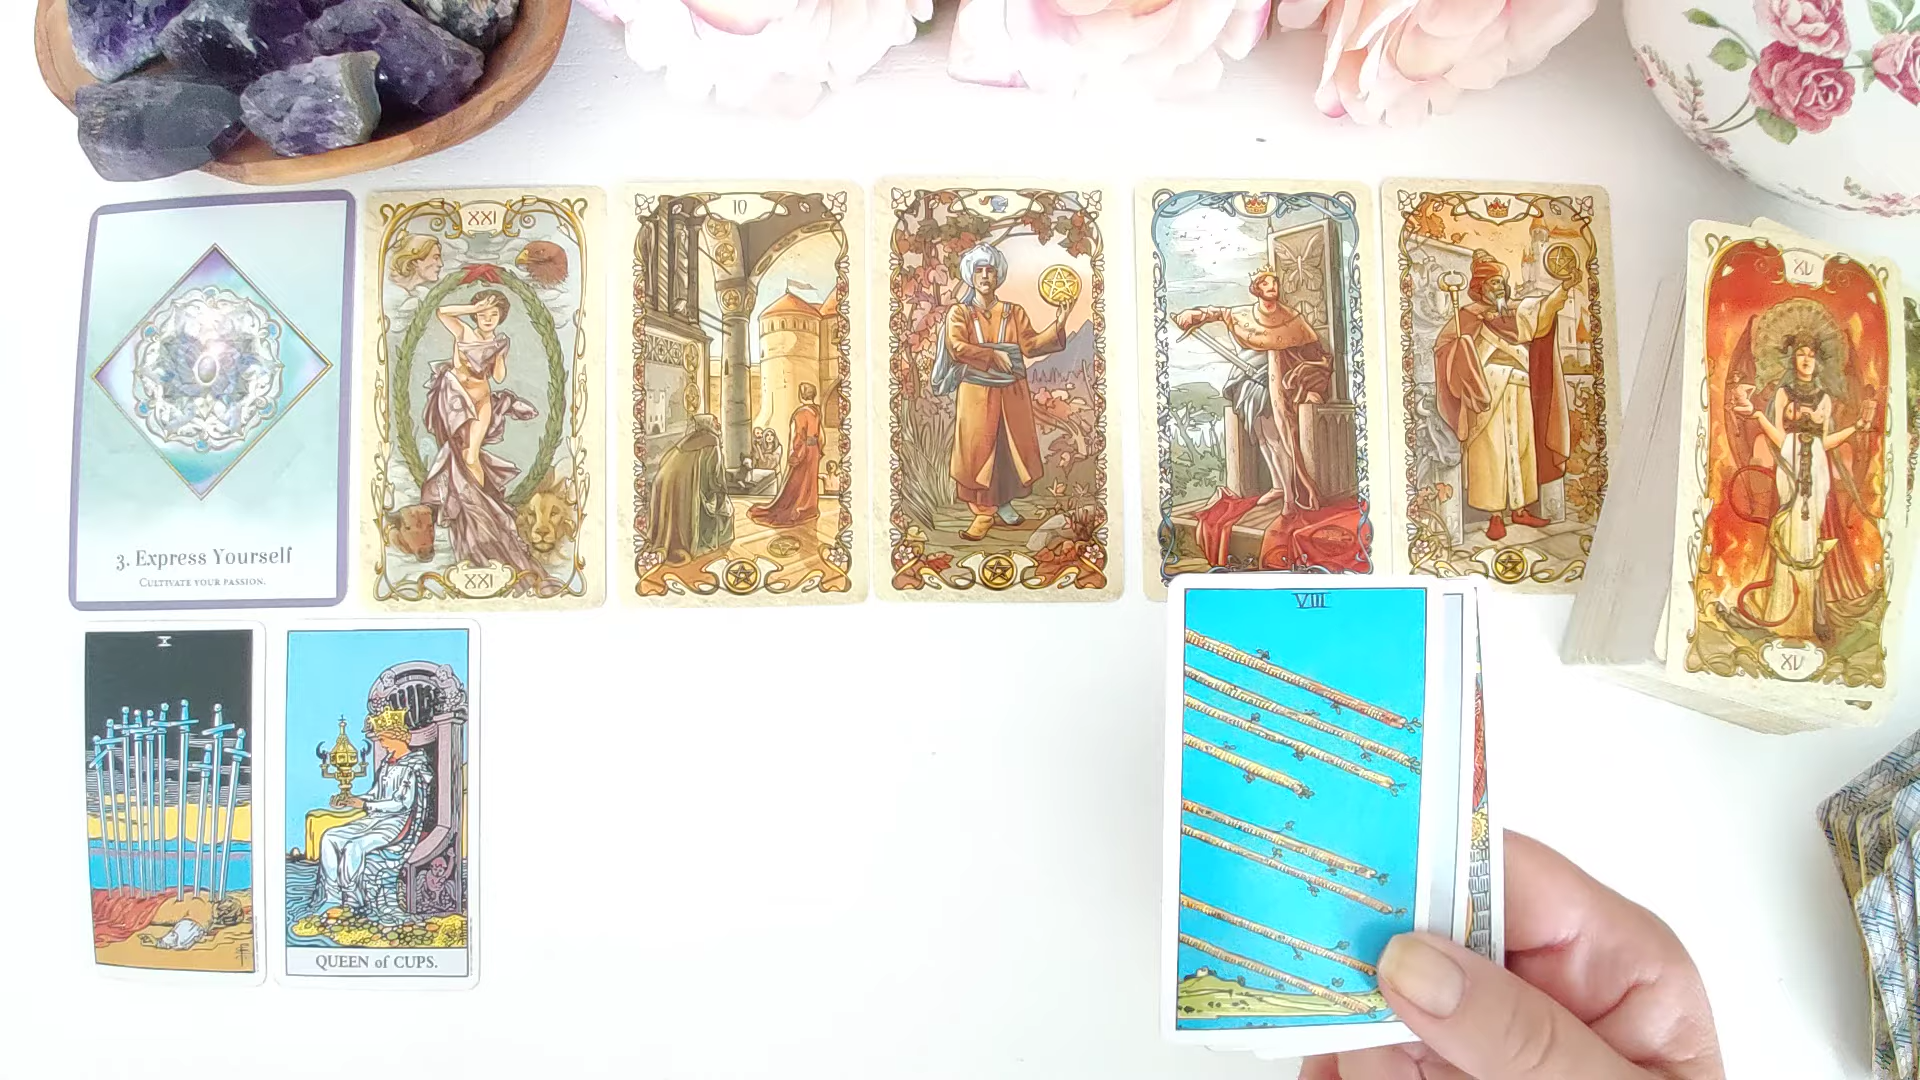 XXI
10
XV
3. Express Yourself
CULTIVATE YOUR PASSION.
XXI
XV
X
VIII
QUEEN of CUPS.